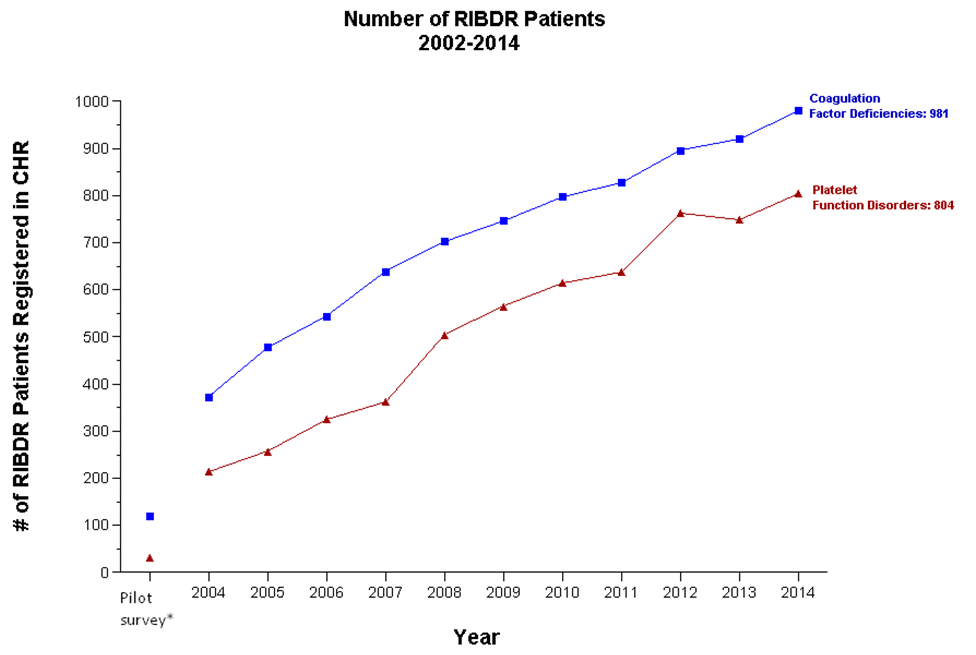 Number of RIBDR Patients
2002-2014
# of RIBDR Patients Registered in CHR
1000
900
800
700
600
500
400
300
200
100
0
Coagulation
Factor Deficiencies: 981
Platelet
Function Disorders: 804
Pilot
survey*
2004 2005 2006 2007 2008 2009 2010 2011 2012 2013 2014
Year